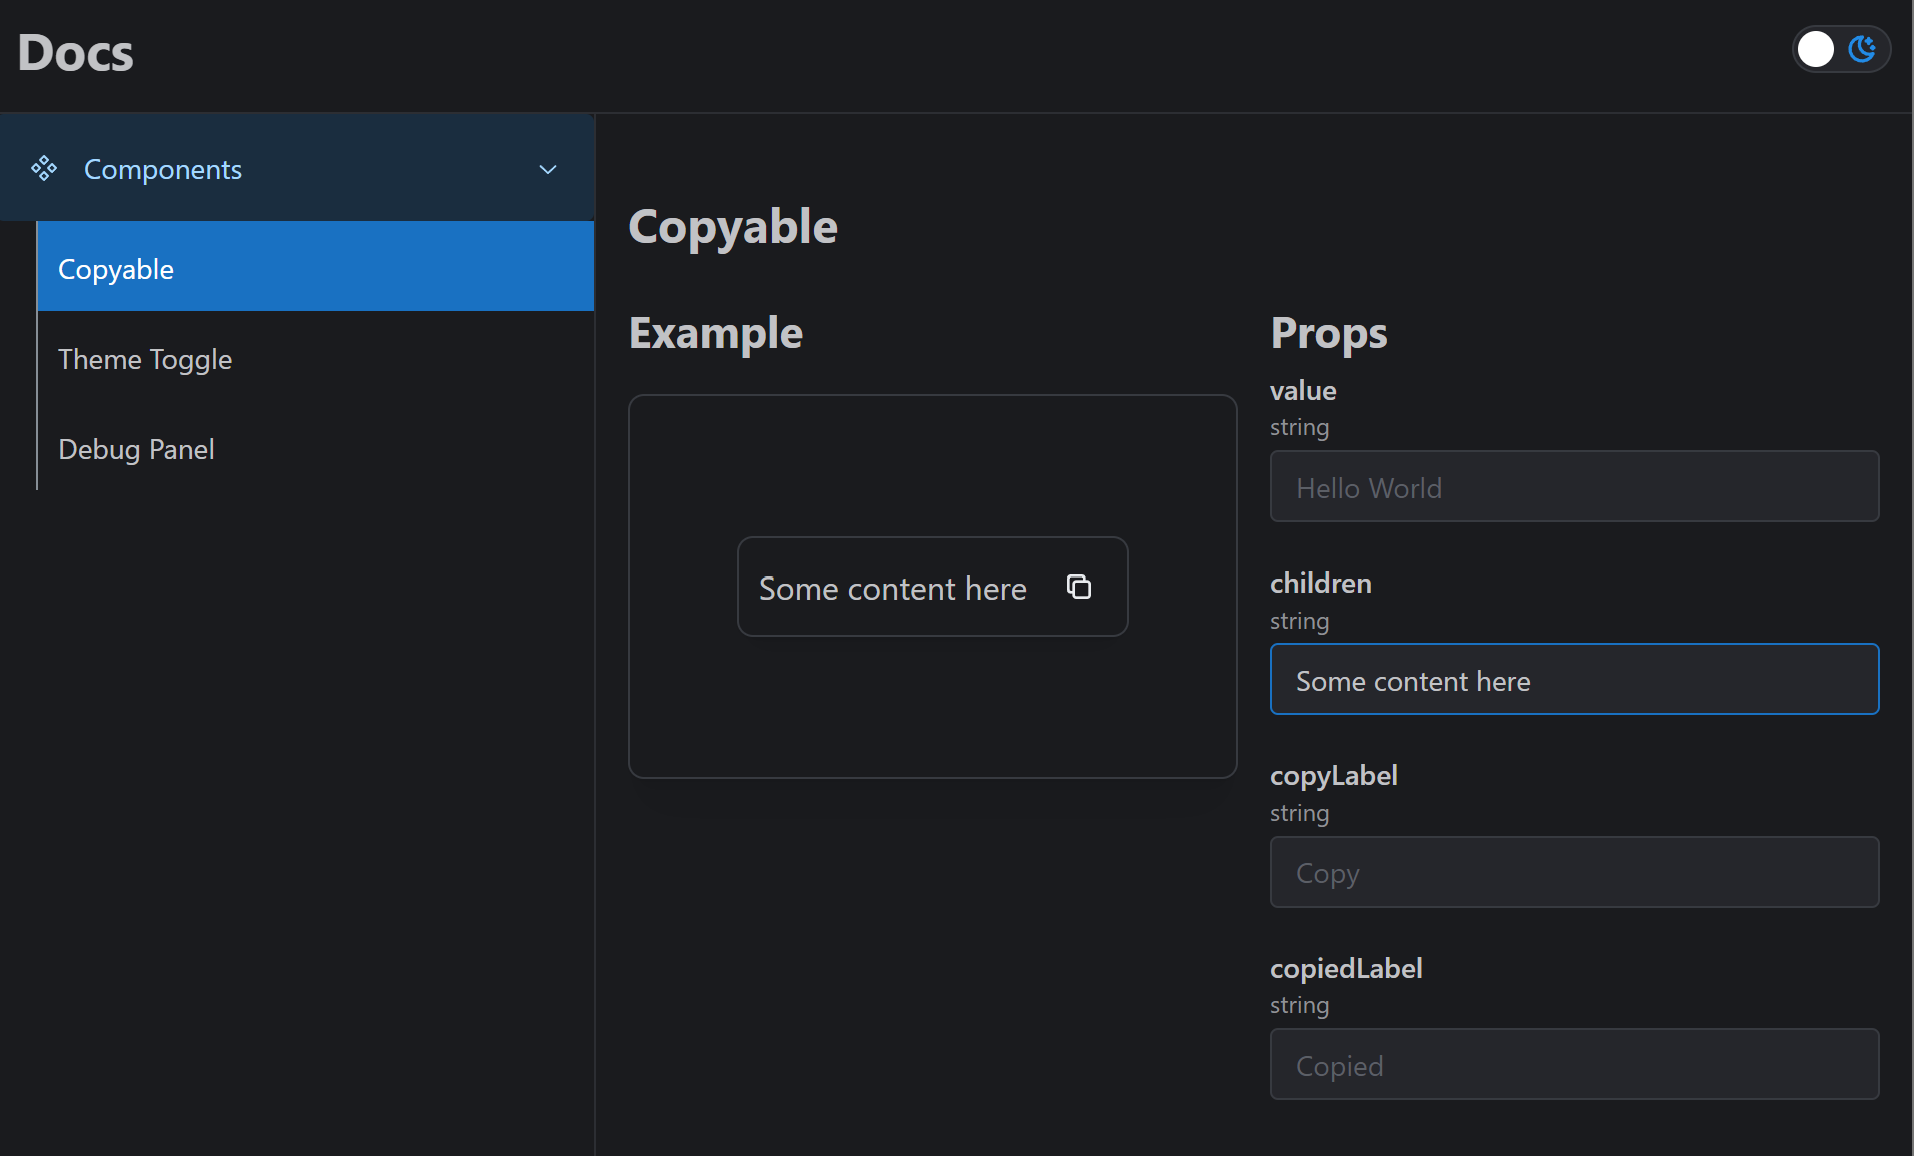 Docs
Components
Copyable
Theme Toggle
Debug Panel
Copyable
Example
Some content here
Props
value
string
Hello World
children
string
Some content here
copyLabel
string
Copy
copiedLabel
string
Copied